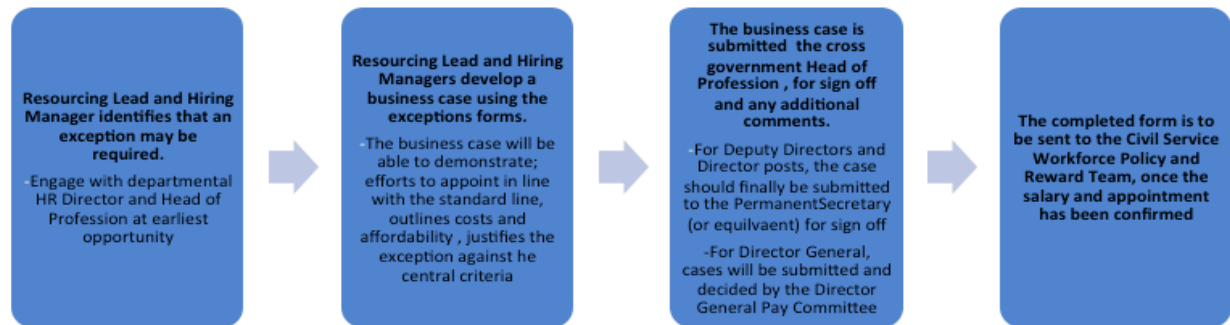 Resourcing Lead and Hiring
Manager identifies that an
exception may be
required.
-Engage with departmental
HR Director and Head of
Profession at earliest
opportunity
Resourcing Lead and Hiring
Managers develop a
business case using the
exceptions forms.
-The business case will be
able to demonstrate;
efforts to appoint in line
with the standard line,
outlines costs and
affordability , justifies the
exception against he
central criteria
The business case is
submitted  the cross
government Head of
Profession , for sign off
and any additional
comments.
-For Deputy Directors and
Director posts, the case
should finally be submitted
to the PermanentSecretary
(or equilvaent) for sign off
-For Director General,
cases will be submitted and
decided by the Director
General Pay Committee
The completed form is to
be sent to the Civil Service
Workforce Policy and
Reward Team, once the
salary and appointment
has been confirmed